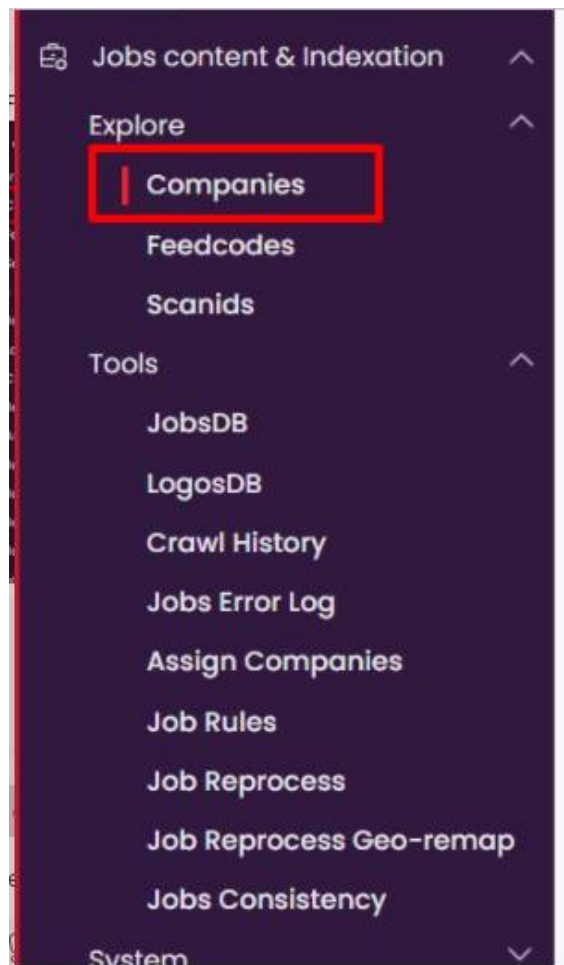 Jobs content & Indexation
Explore
Companies
Feedcodes
Scanids
Tools
JobsDB
LogosDB
Crawl History
Jobs Error Log
Assign Companies
Job Rules
Job Reprocess
Job Reprocess Geo-remap
Jobs Consistency
System